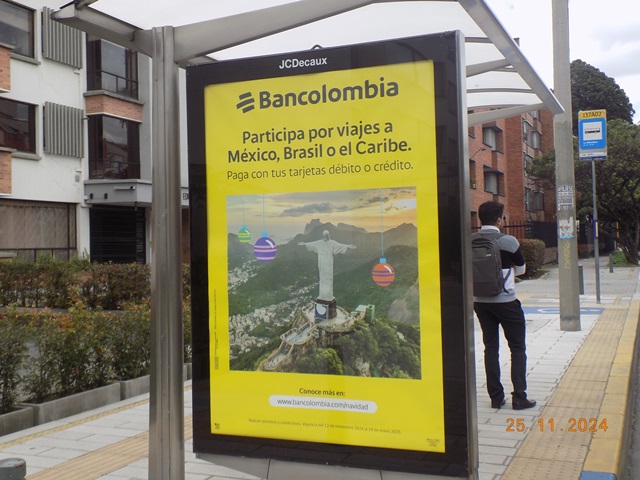 JCDecaux
Bancolombia
Participa por viajes a
México, Brasil o el Caribe.
Paga con tus tarjetas débito o crédito.
Conoce más en:
www.bancolombia.com/navidad
137A07
25.11.2024